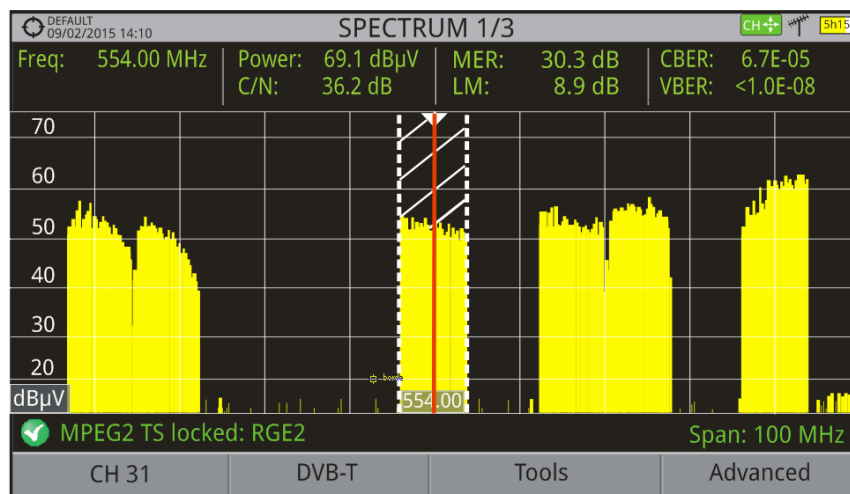 DEFAULT
09/02/2015 14:10
SPECTRUM 1/3
CH
5h15
Freq: 554.00 MHz
Power: 69.1 dBµV
C/N: 36.2 dB
MER: 30.3 dB
LM: 8.9 dB
CBER: 6.7E-05
VBER: <1.0E-08
70
60
50
40
30
20
dBµV
borde
554.00
MPEG2 TS locked: RGE2
Span: 100 MHz
CH 31
DVB-T
Tools
Advanced